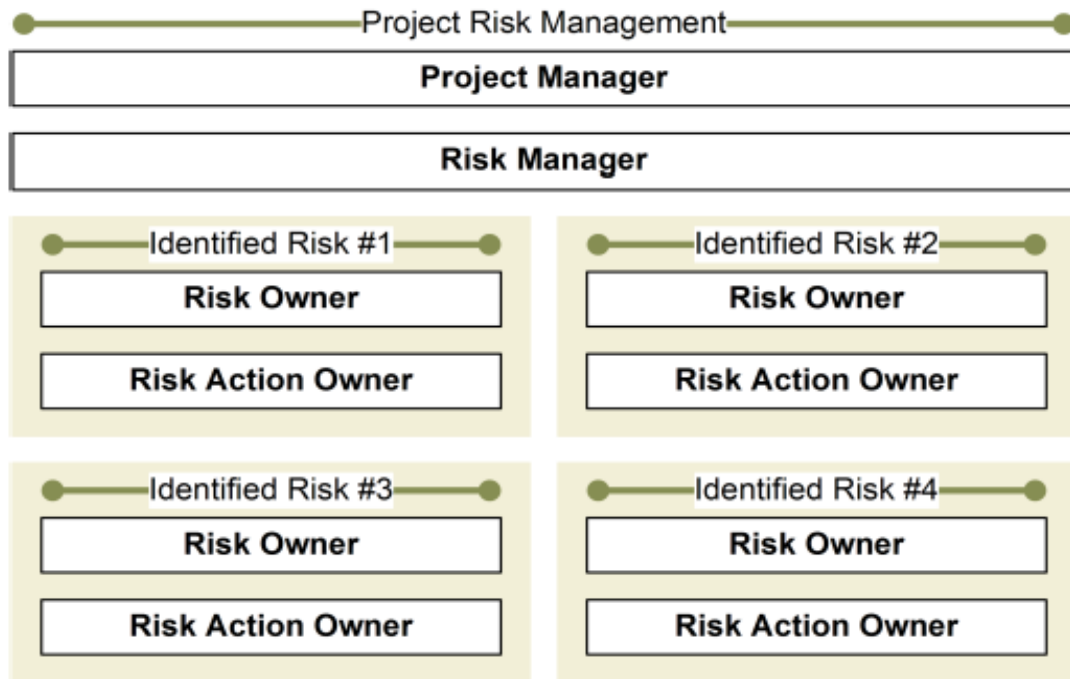 Project Risk Management
Project Manager
Risk Manager
Identified Risk #1
Risk Owner
Risk Action Owner
Identified Risk #2
Risk Owner
Risk Action Owner
Identified Risk #3
Risk Owner
Risk Action Owner
Identified Risk #4
Risk Owner
Risk Action Owner